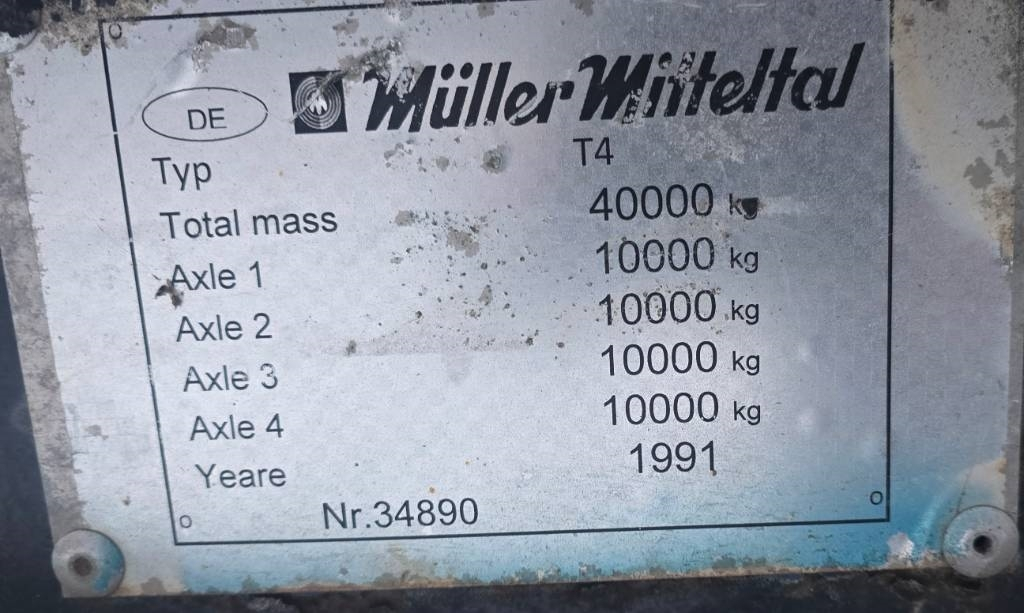 DE Müller Mitteltal
Typ T4
Total mass 40000 kg
Axle 1 10000 kg
Axle 2 10000 kg
Axle 3 10000 kg
Axle 4 10000 kg
Yeare 1991
Nr.34890